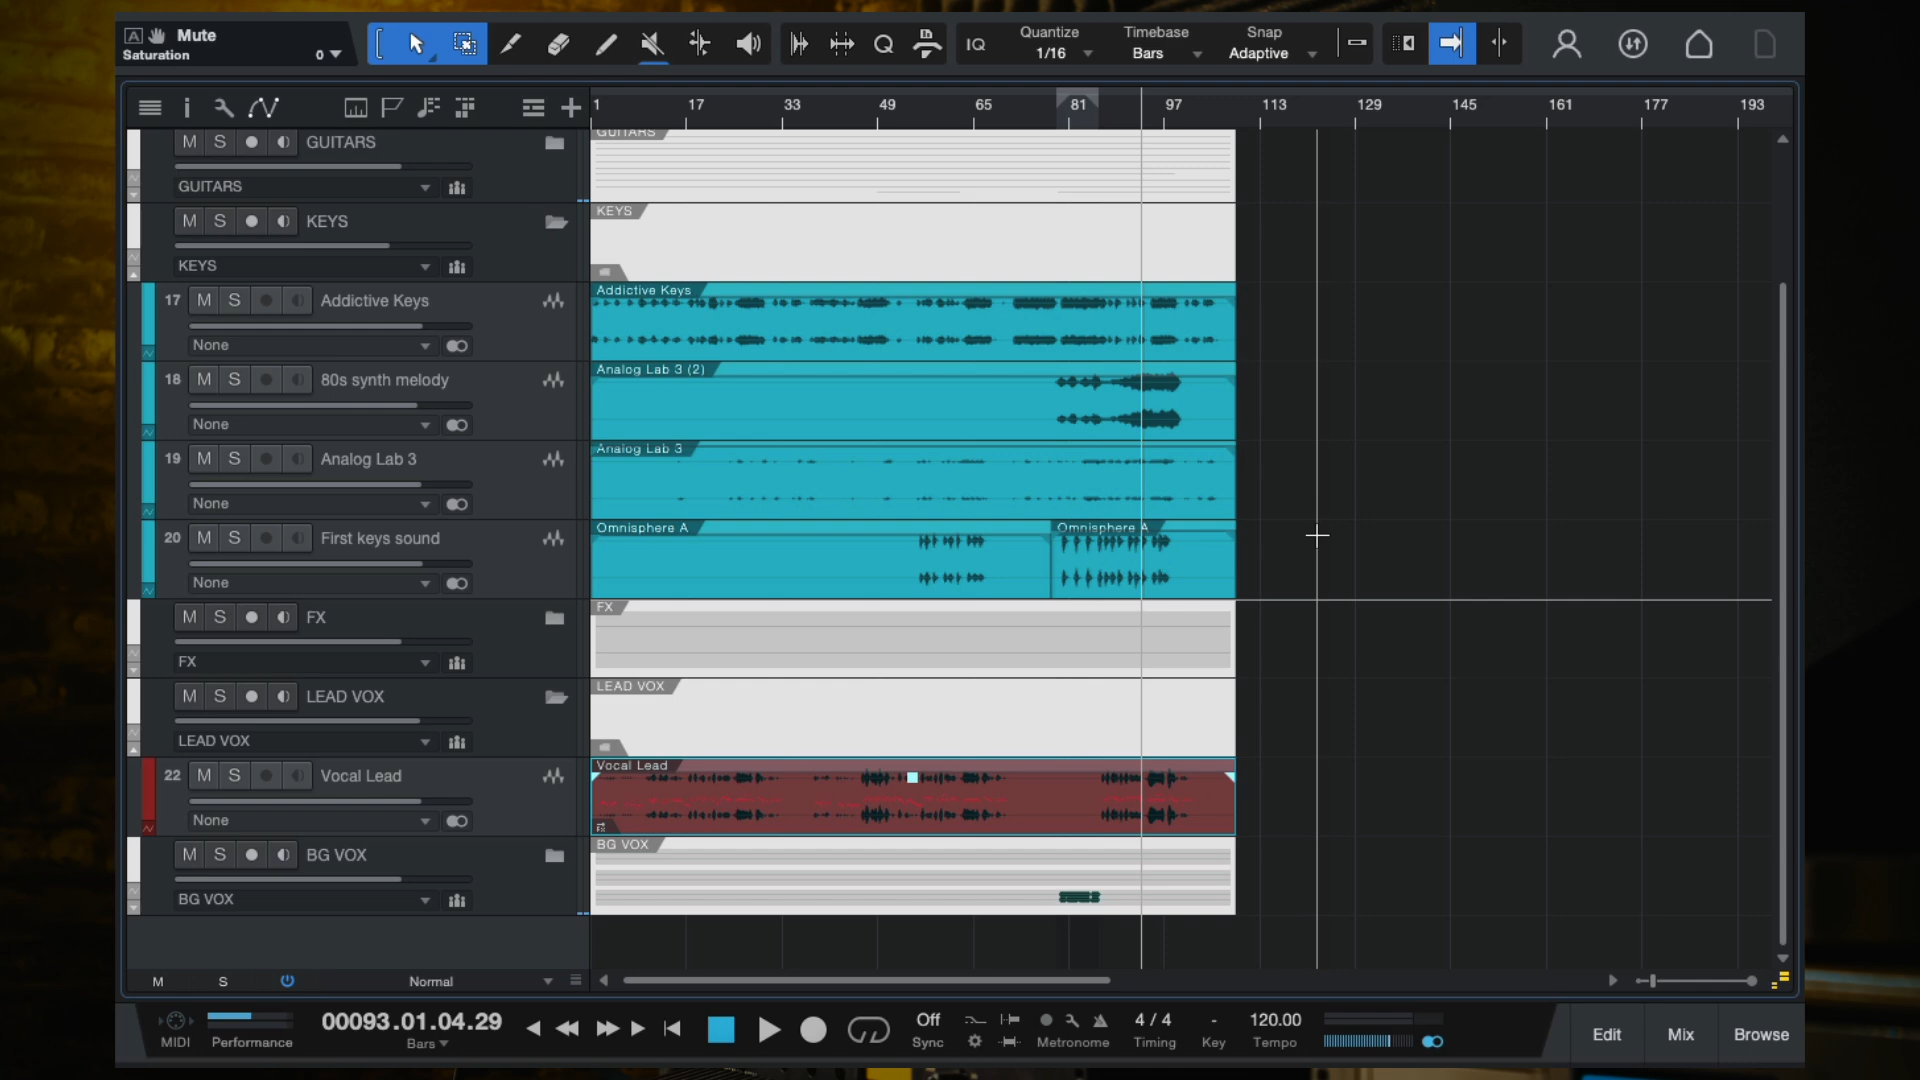 A Mute
Saturation 0
IQ
Quantize
1/16
Timebase
Bars
Snap
Adaptive
1 17 33 49 65 81 97 113 129 145 161 177 193
M S GUITARS
GUITARS
GUITARS
M S KEYS
KEYS
KEYS
17 M S Addictive Keys
None
Addictive Keys
18 M S 80s synth melody
None
Analog Lab 3 (2)
19 M S Analog Lab 3
None
Analog Lab 3
20 M S First keys sound
None
Omnisphere A
Omnisphere A
M S FX
FX
FX
M S LEAD VOX
LEAD VOX
LEAD VOX
22 M S Vocal Lead
None
Vocal Lead
M S BG VOX
BG VOX
BG VOX
M S Normal
MIDI
Performance
00093.01.04.29
Bars
Off
Sync
Metronome
4 / 4
Timing
-
Key
120.00
Tempo
Edit
Mix
Browse